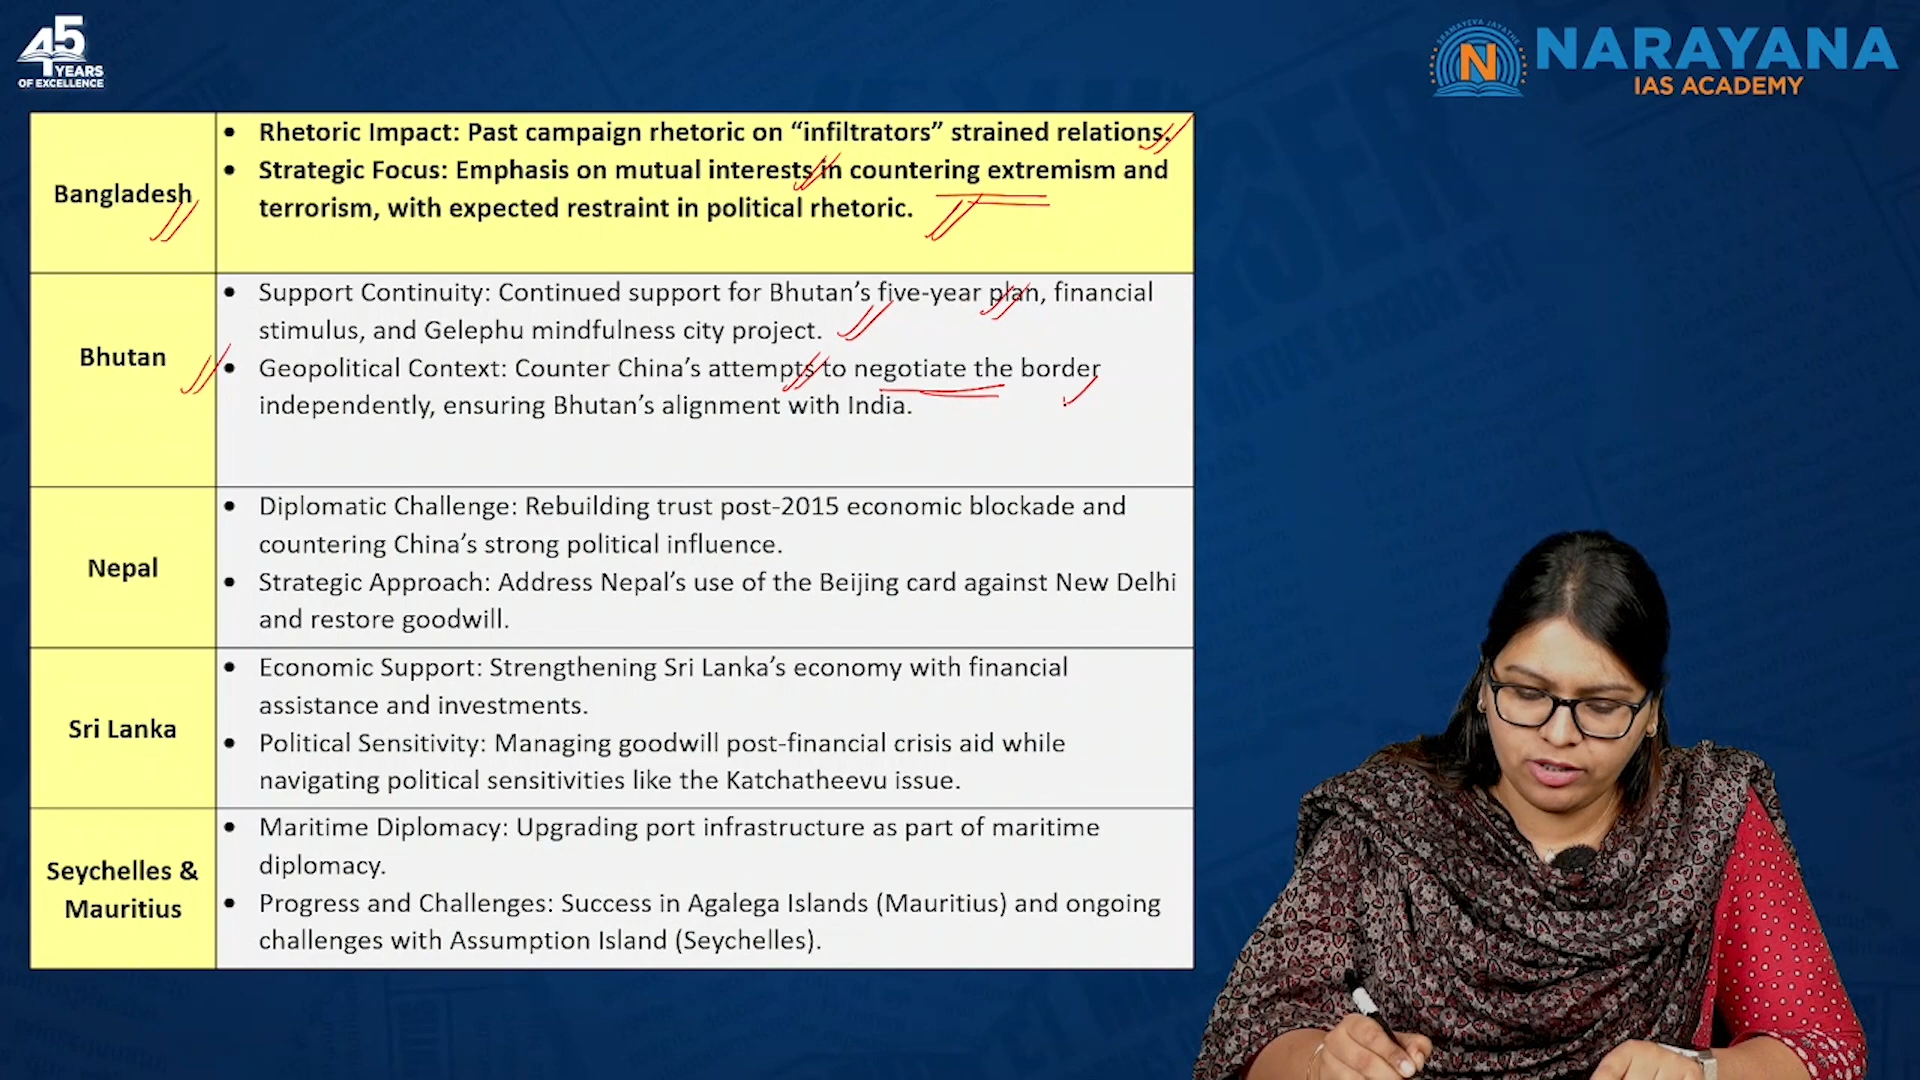 45
YEARS
OF EXCELLENCE
SRAMAYEVA JAYATHE
N
NARAYANA
IAS ACADEMY
Bangladesh
• Rhetoric Impact: Past campaign rhetoric on “infiltrators” strained relations.
• Strategic Focus: Emphasis on mutual interests in countering extremism and
terrorism, with expected restraint in political rhetoric.
Bhutan
• Support Continuity: Continued support for Bhutan’s five-year plan, financial
stimulus, and Gelephu mindfulness city project.
• Geopolitical Context: Counter China’s attempts to negotiate the border
independently, ensuring Bhutan’s alignment with India.
Nepal
• Diplomatic Challenge: Rebuilding trust post-2015 economic blockade and
countering China’s strong political influence.
• Strategic Approach: Address Nepal’s use of the Beijing card against New Delhi
and restore goodwill.
Sri Lanka
• Economic Support: Strengthening Sri Lanka’s economy with financial
assistance and investments.
• Political Sensitivity: Managing goodwill post-financial crisis aid while
navigating political sensitivities like the Katchatheevu issue.
Seychelles &
Mauritius
• Maritime Diplomacy: Upgrading port infrastructure as part of maritime
diplomacy.
• Progress and Challenges: Success in Agalega Islands (Mauritius) and ongoing
challenges with Assumption Island (Seychelles).